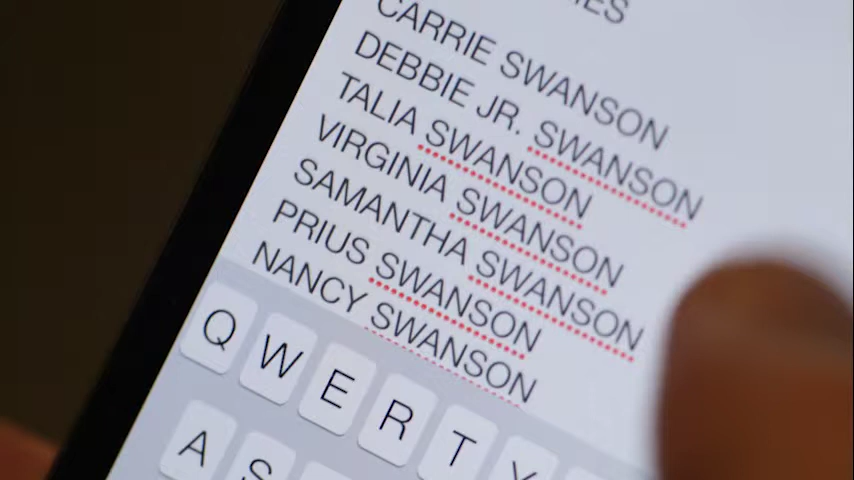 CARRIE SWANSON
DEBBIE JR. SWANSON
TALIA SWANSON
VIRGINIA SWANSON
SAMANTHA SWANSON
PRIUS SWANSON
NANCY SWANSON
Q W E R T Y
A S